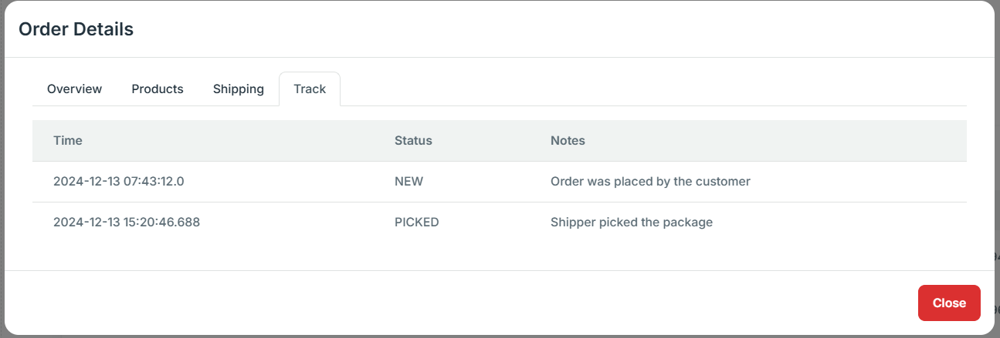 Order Details
Overview Products Shipping Track
Time Status Notes
2024-12-13 07:43:12.0 NEW Order was placed by the customer
2024-12-13 15:20:46.688 PICKED Shipper picked the package
Close